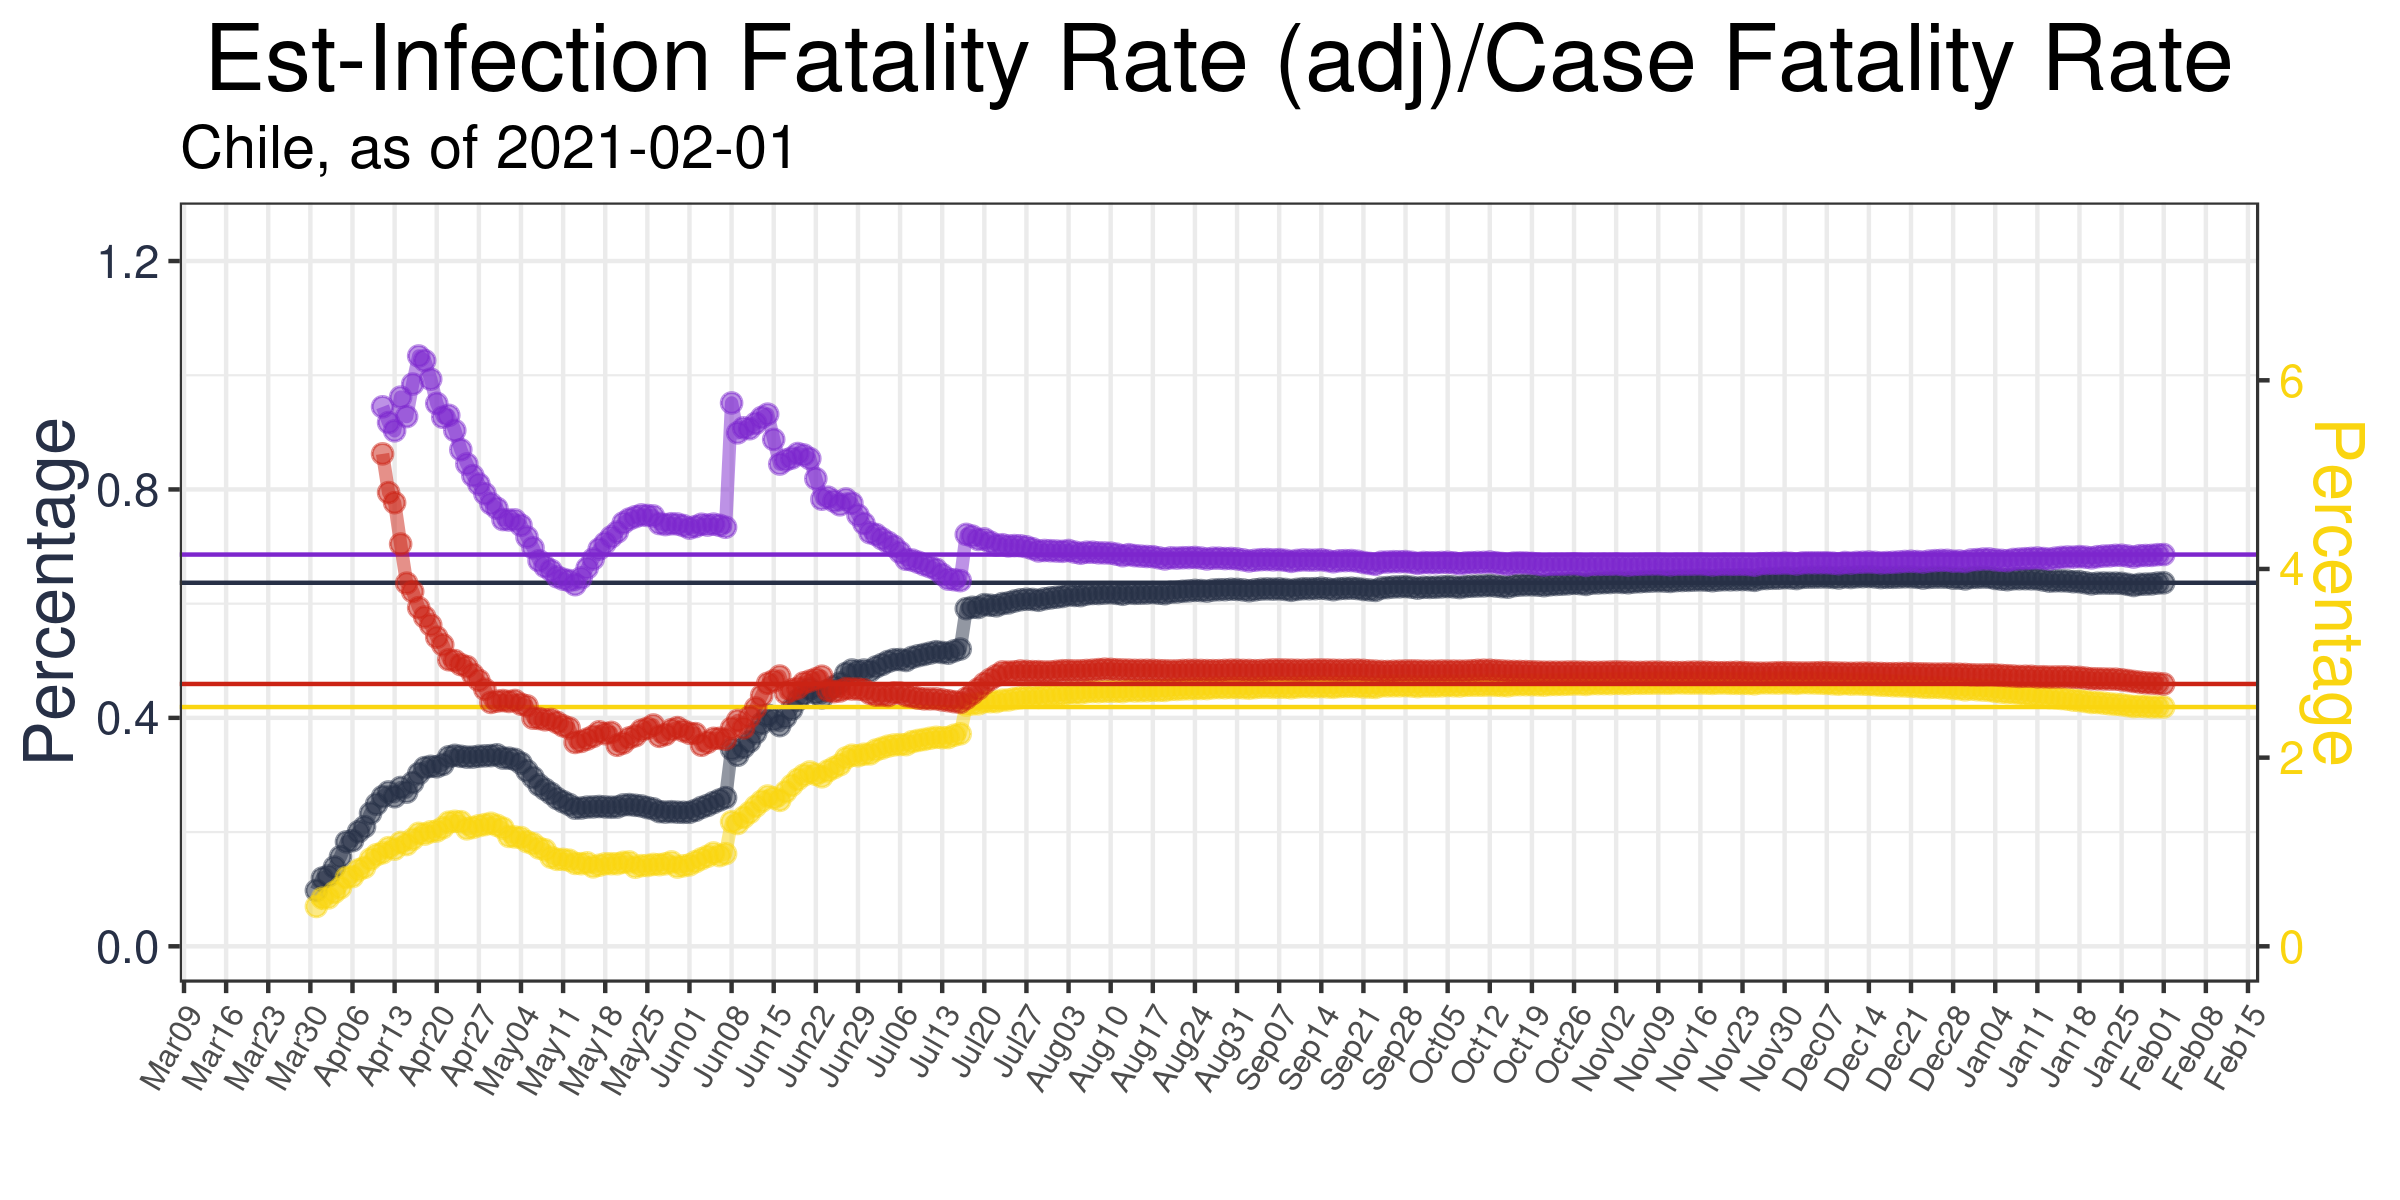 Est-Infection Fatality Rate (adj)/Case Fatality Rate
Chile, as of 2021-02-01
Percentage
1.2
0.8
0.4
0.0
6
4
2
0
Percentage
Mar09
Mar16
Mar23
Mar30
Apr06
Apr13
Apr20
Apr27
May04
May11
May18
May25
Jun01
Jun08
Jun15
Jun22
Jun29
Jul06
Jul13
Jul20
Jul27
Aug03
Aug10
Aug17
Aug24
Aug31
Sep07
Sep14
Sep21
Sep28
Oct05
Oct12
Oct19
Oct26
Nov02
Nov09
Nov16
Nov23
Nov30
Dec07
Dec14
Dec21
Dec28
Jan04
Jan11
Jan18
Jan25
Feb01
Feb08
Feb15